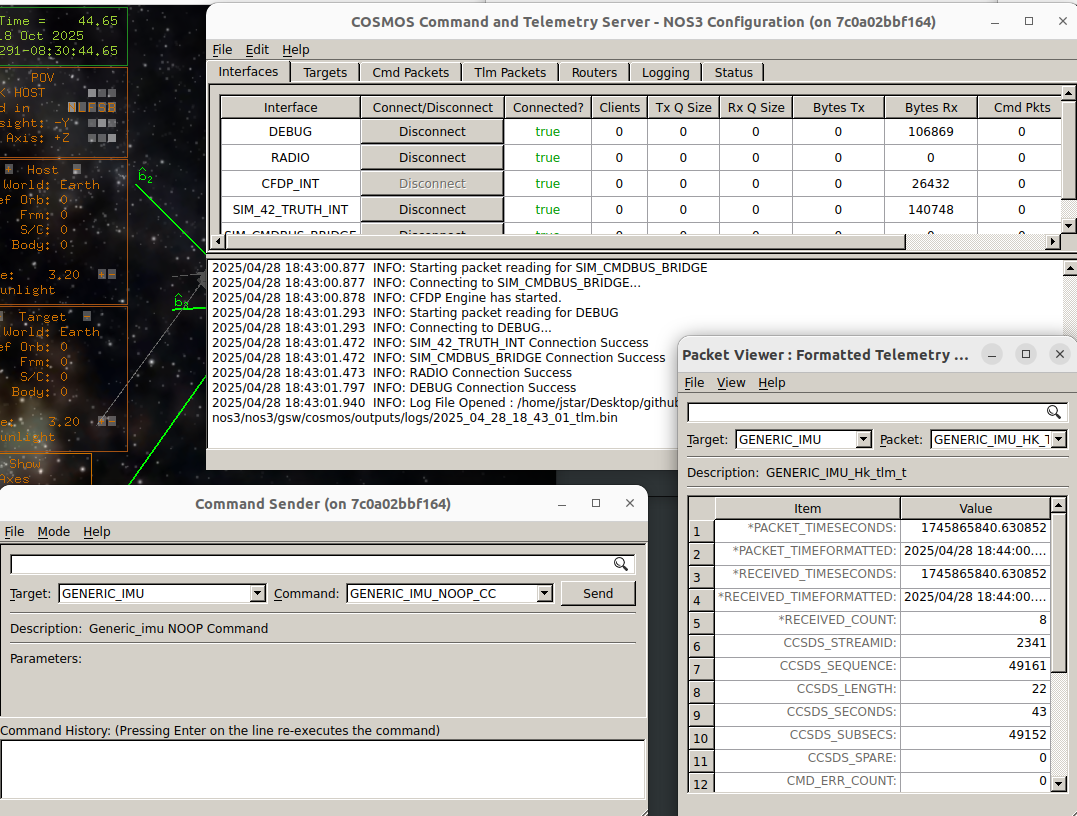 Time = 44.65
8 Oct 2025
291-08:30:44.65
POV
K HOST
d in LFSB
sight: -Y
Axis: +Z
Host
World: Earth
ef Orb: 0
Frm: 0
S/C: 0
Body: 0
e: 3.20
unlight
Target
World: Earth
ef Orb: 0
Frm: 0
S/C: 0
Body: 0
3.20
unlight
Show
Axes
b̂2
b̂3
COSMOS Command and Telemetry Server - NOS3 Configuration (on 7c0a02bbf164)
File Edit Help
Interfaces Targets Cmd Packets Tlm Packets Routers Logging Status
Interface Connect/Disconnect Connected? Clients Tx Q Size Rx Q Size Bytes Tx Bytes Rx Cmd Pkts
DEBUG Disconnect true 0 0 0 0 106869 0
RADIO Disconnect true 0 0 0 0 0 0
CFDP_INT Disconnect true 0 0 0 0 26432 0
SIM_42_TRUTH_INT Disconnect true 0 0 0 0 140748 0
SIM_CMDBUS_BRIDGE Disconnect true 0 0 0 0 0 0
2025/04/28 18:43:00.877 INFO: Starting packet reading for SIM_CMDBUS_BRIDGE
2025/04/28 18:43:00.877 INFO: Connecting to SIM_CMDBUS_BRIDGE...
2025/04/28 18:43:00.878 INFO: CFDP Engine has started.
2025/04/28 18:43:01.293 INFO: Starting packet reading for DEBUG
2025/04/28 18:43:01.293 INFO: Connecting to DEBUG...
2025/04/28 18:43:01.472 INFO: SIM_42_TRUTH_INT Connection Success
2025/04/28 18:43:01.472 INFO: SIM_CMDBUS_BRIDGE Connection Success
2025/04/28 18:43:01.473 INFO: RADIO Connection Success
2025/04/28 18:43:01.797 INFO: DEBUG Connection Success
2025/04/28 18:43:01.940 INFO: Log File Opened : /home/jstar/Desktop/github
nos3/nos3/gsw/cosmos/outputs/logs/2025_04_28_18_43_01_tlm.bin
Command Sender (on 7c0a02bbf164)
File Mode Help
Target: GENERIC_IMU Command: GENERIC_IMU_NOOP_CC Send
Description: Generic_imu NOOP Command
Parameters:
Command History: (Pressing Enter on the line re-executes the command)
Packet Viewer : Formatted Telemetry ...
File View Help
Target: GENERIC_IMU Packet: GENERIC_IMU_HK_T
Description: GENERIC_IMU_Hk_tlm_t
Item Value
1 *PACKET_TIMESECONDS: 1745865840.630852
2 *PACKET_TIMEFORMATTED: 2025/04/28 18:44:00....
3 *RECEIVED_TIMESECONDS: 1745865840.630852
4 *RECEIVED_TIMEFORMATTED: 2025/04/28 18:44:00....
5 *RECEIVED_COUNT: 8
6 CCSDS_STREAMID: 2341
7 CCSDS_SEQUENCE: 49161
8 CCSDS_LENGTH: 22
9 CCSDS_SECONDS: 43
10 CCSDS_SUBSECS: 49152
11 CCSDS_SPARE: 0
12 CMD_ERR_COUNT: 0